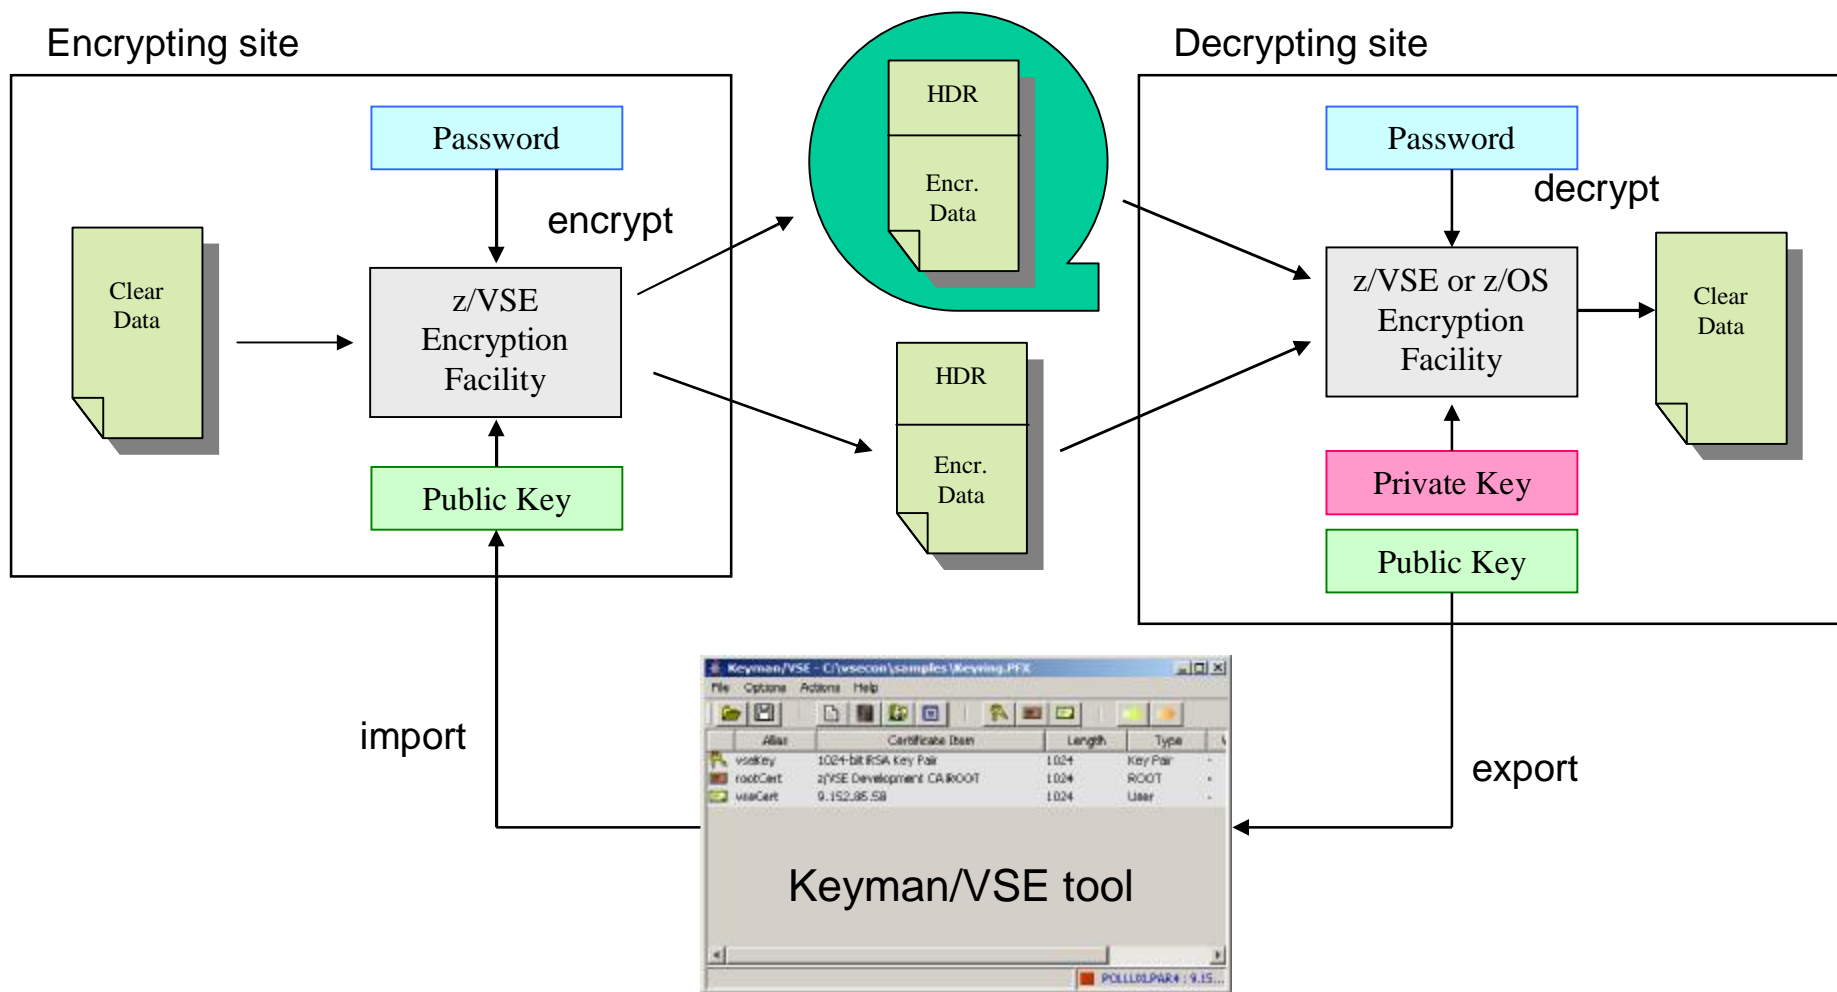 Encrypting site
Decrypting site
Password
encrypt
Clear
Data
z/VSE
Encryption
Facility
Public Key
HDR
Encr.
Data
HDR
Encr.
Data
Password
decrypt
z/VSE or z/OS
Encryption
Facility
Clear
Data
Private Key
Public Key
import
export
Keyman/VSE - C:\vsecon\samples\Keyring.PFX
File Options Actions Help
Alias Certificate Item Length Type
vseKey 1024-bit RSA Key Pair 1024 Key Pair -
rootCert z/VSE Development CA ROOT 1024 ROOT -
vseCert 9.152.85.58 1024 User -
Keyman/VSE tool
: 9.15...